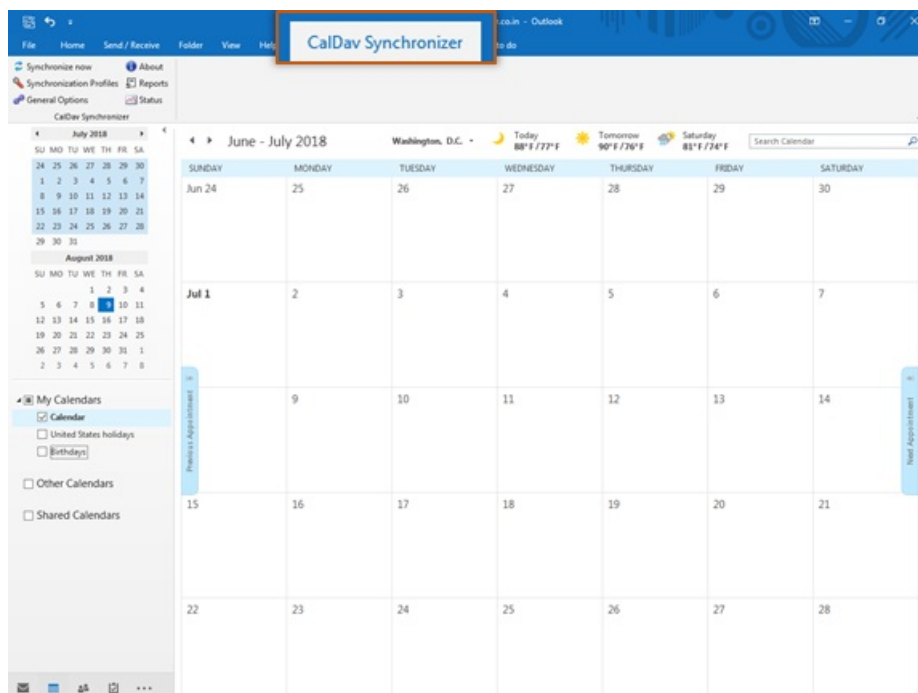 .co.in - Outlook
File Home Send / Receive Folder View Help CalDav Synchronizer to do
Synchronize now About
Synchronization Profiles Reports
General Options Status
CalDav Synchronizer
July 2018
SU MO TU WE TH FR SA
24 25 26 27 28 29 30
1 2 3 4 5 6 7
8 9 10 11 12 13 14
15 16 17 18 19 20 21
22 23 24 25 26 27 28
29 30 31
August 2018
SU MO TU WE TH FR SA
1 2 3 4
5 6 7 8 9 10 11
12 13 14 15 16 17 18
19 20 21 22 23 24 25
26 27 28 29 30 31 1
2 3 4 5 6 7 8
My Calendars
Calendar
United States holidays
Birthdays
Other Calendars
Shared Calendars
June - July 2018 Washington, D.C. Today 88°F/77°F Tomorrow 90°F/76°F Saturday 81°F/74°F Search Calendar
SUNDAY MONDAY TUESDAY WEDNESDAY THURSDAY FRIDAY SATURDAY
Jun 24 25 26 27 28 29 30
Jul 1 2 3 4 5 6 7
9 10 11 12 13 14
Previous Appointment
Next Appointment
15 16 17 18 19 20 21
22 23 24 25 26 27 28